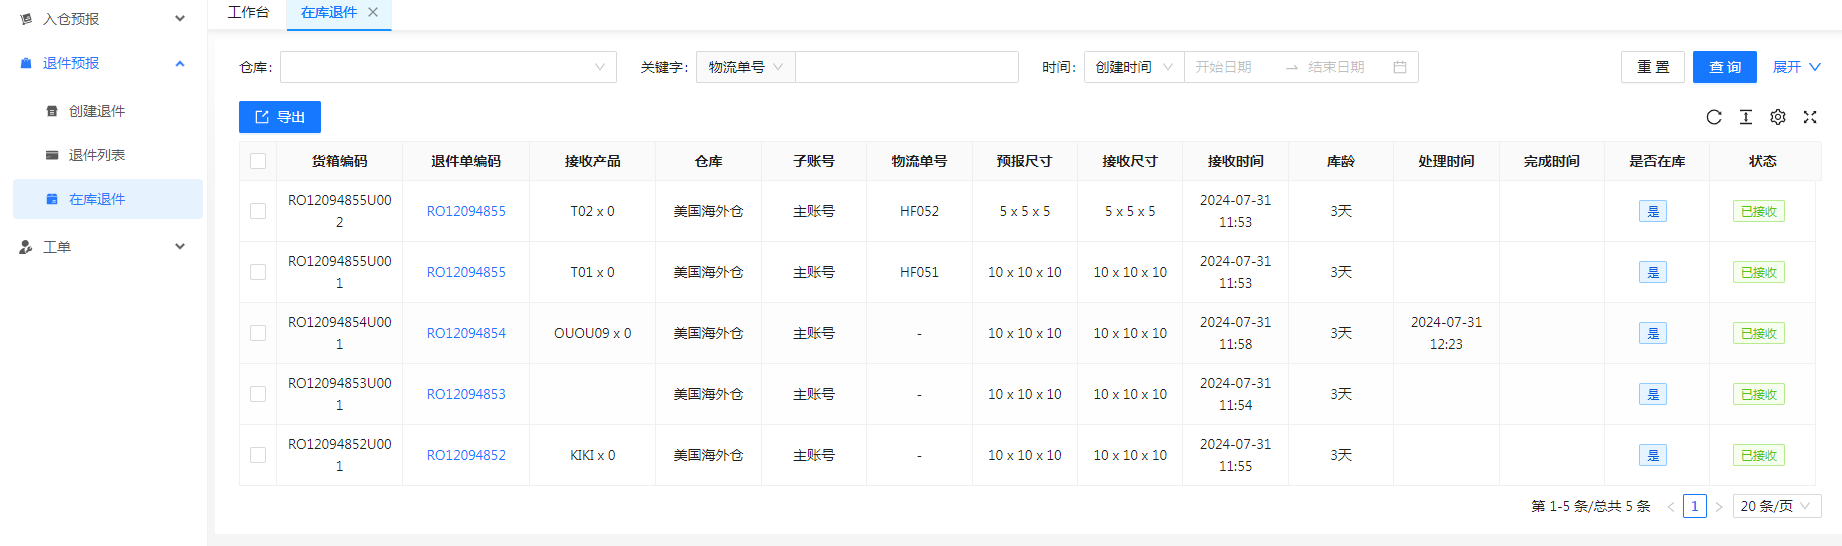 入仓预报
退件预报
创建退件
退件列表
在库退件
工单
工作台 在库退件
仓库: 关键字: 物流单号 时间: 创建时间 开始日期 结束日期 重 置 查 询 展开
导出
货箱编码 退件单编码 接收产品 仓库 子账号 物流单号 预报尺寸 接收尺寸 接收时间 库龄 处理时间 完成时间 是否在库 状态
RO12094855U002 RO12094855 T02 x 0 美国海外仓 主账号 HF052 5 x 5 x 5 5 x 5 x 5 2024-07-31 11:53 3天 是 已接收
RO12094855U001 RO12094855 T01 x 0 美国海外仓 主账号 HF051 10 x 10 x 10 10 x 10 x 10 2024-07-31 11:53 3天 是 已接收
RO12094854U001 RO12094854 OUOU09 x 0 美国海外仓 主账号 - 10 x 10 x 10 10 x 10 x 10 2024-07-31 11:58 3天 2024-07-31 12:23 是 已接收
RO12094853U001 RO12094853 美国海外仓 主账号 - 10 x 10 x 10 10 x 10 x 10 2024-07-31 11:54 3天 是 已接收
RO12094852U001 RO12094852 KIKI x 0 美国海外仓 主账号 - 10 x 10 x 10 10 x 10 x 10 2024-07-31 11:55 3天 是 已接收
第 1-5 条/总共 5 条 < 1 > 20 条/页